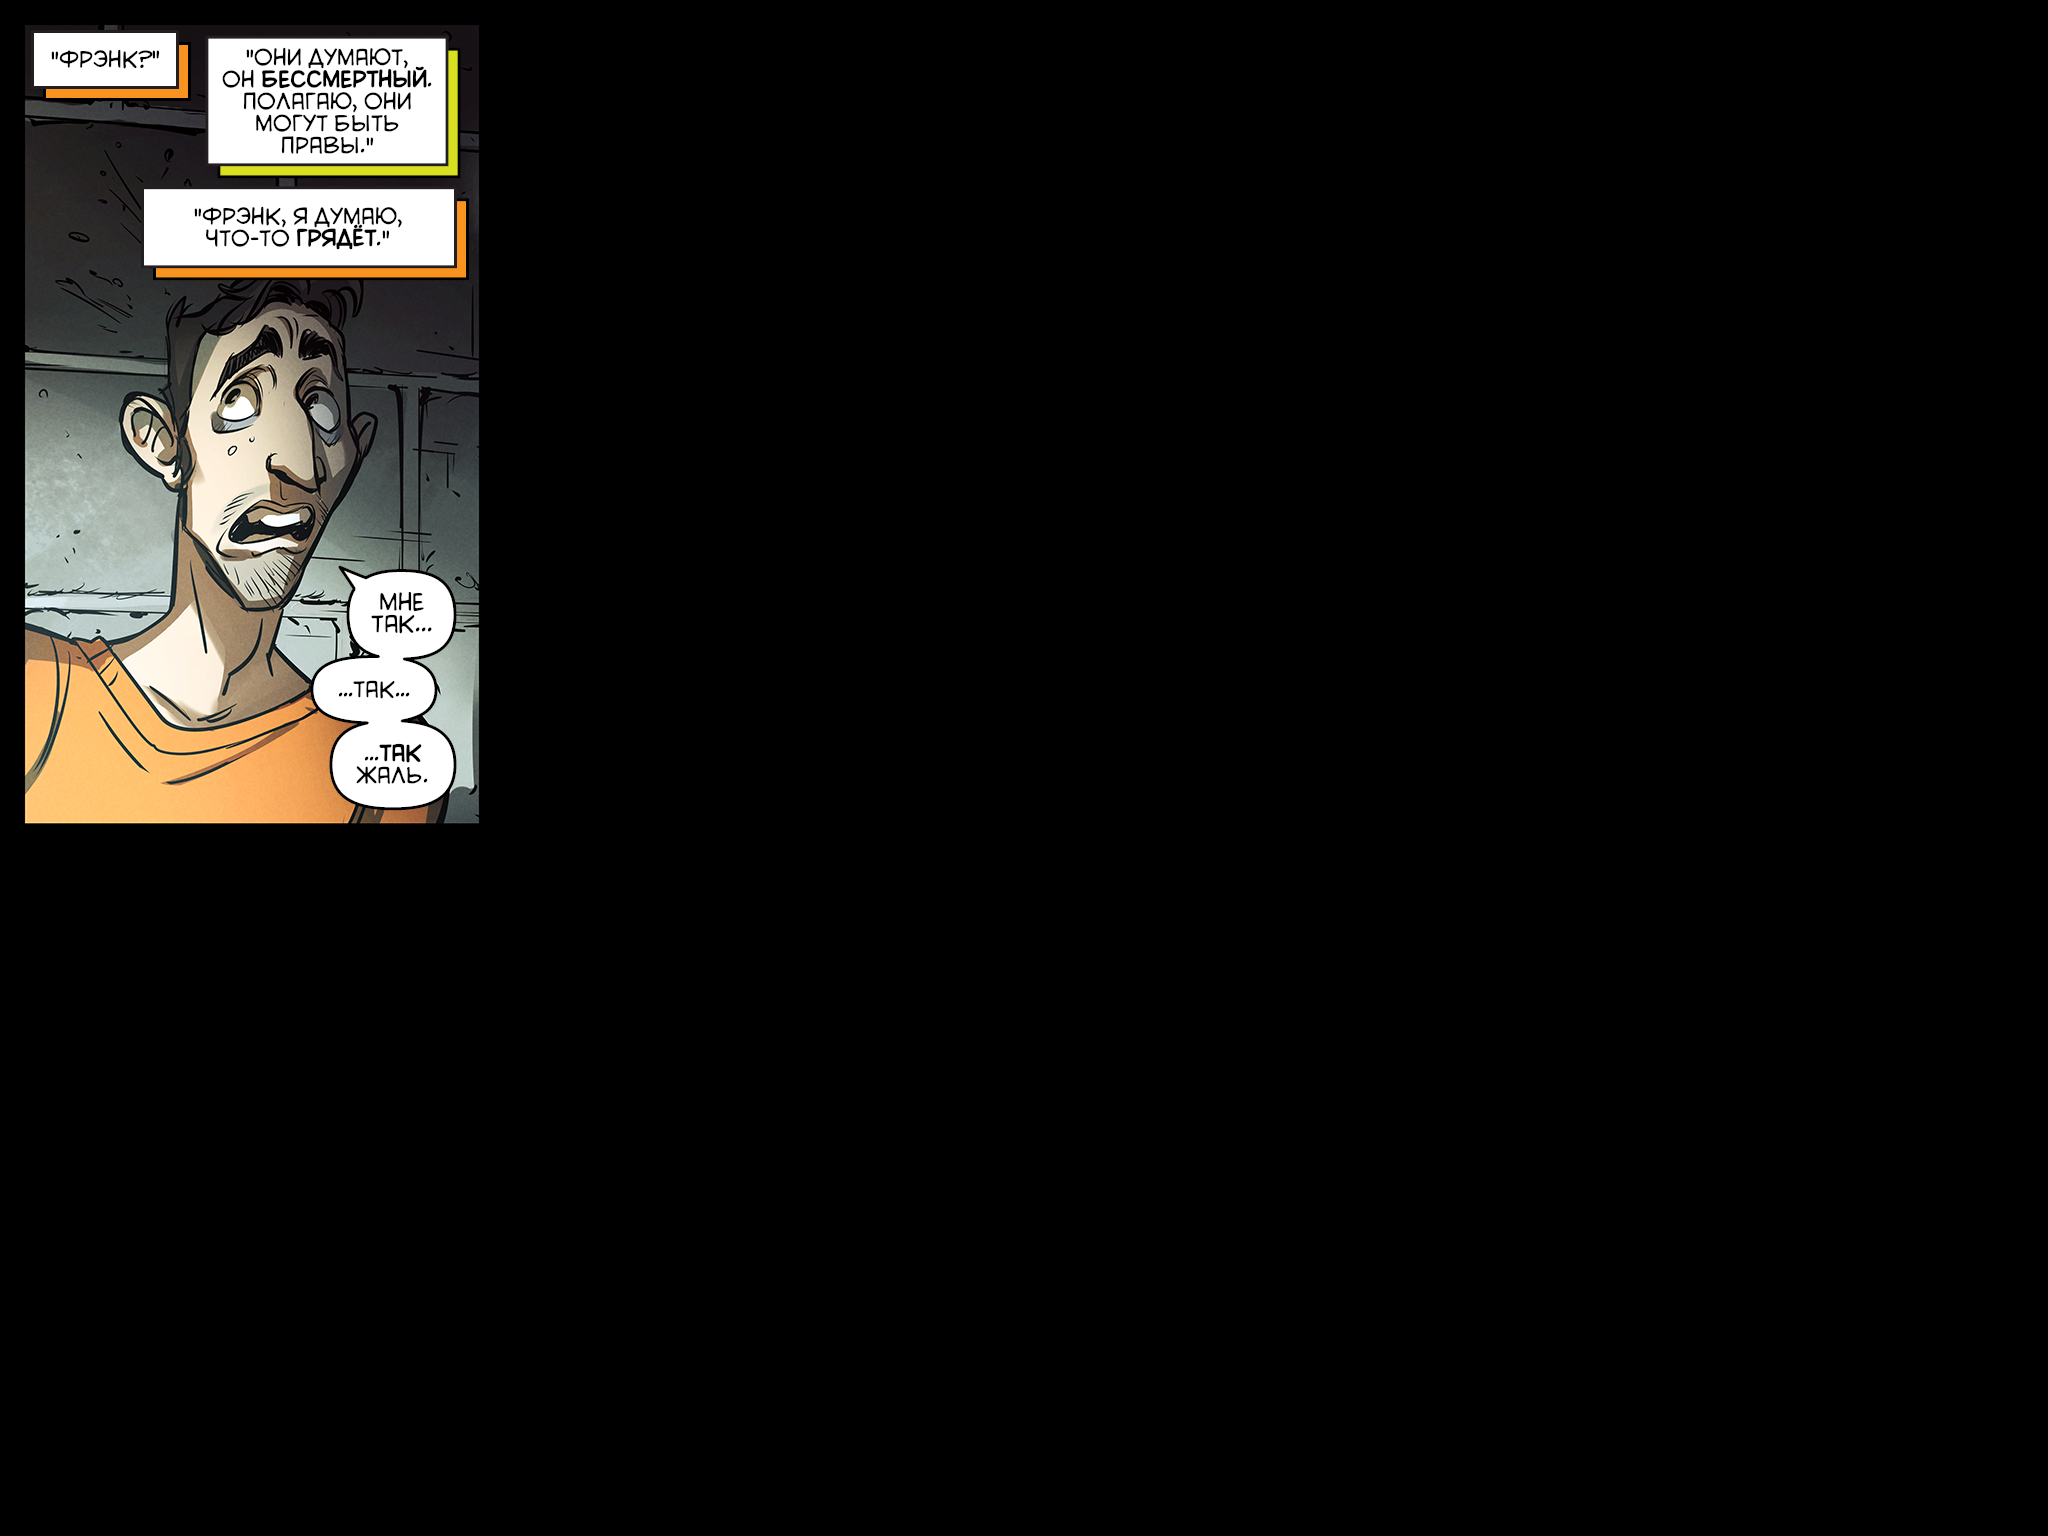 "ФРЭНК?"
"ОНИ ДУМАЮТ,
ОН БЕССМЕРТНЫЙ.
ПОЛАГАЮ, ОНИ
МОГУТ БЫТЬ
ПРАВЫ."
"ФРЭНК, Я ДУМАЮ,
ЧТО-ТО ГРЯДЁТ."
МНЕ
ТАК...
...ТАК...
...ТАК
ЖАЛЬ.